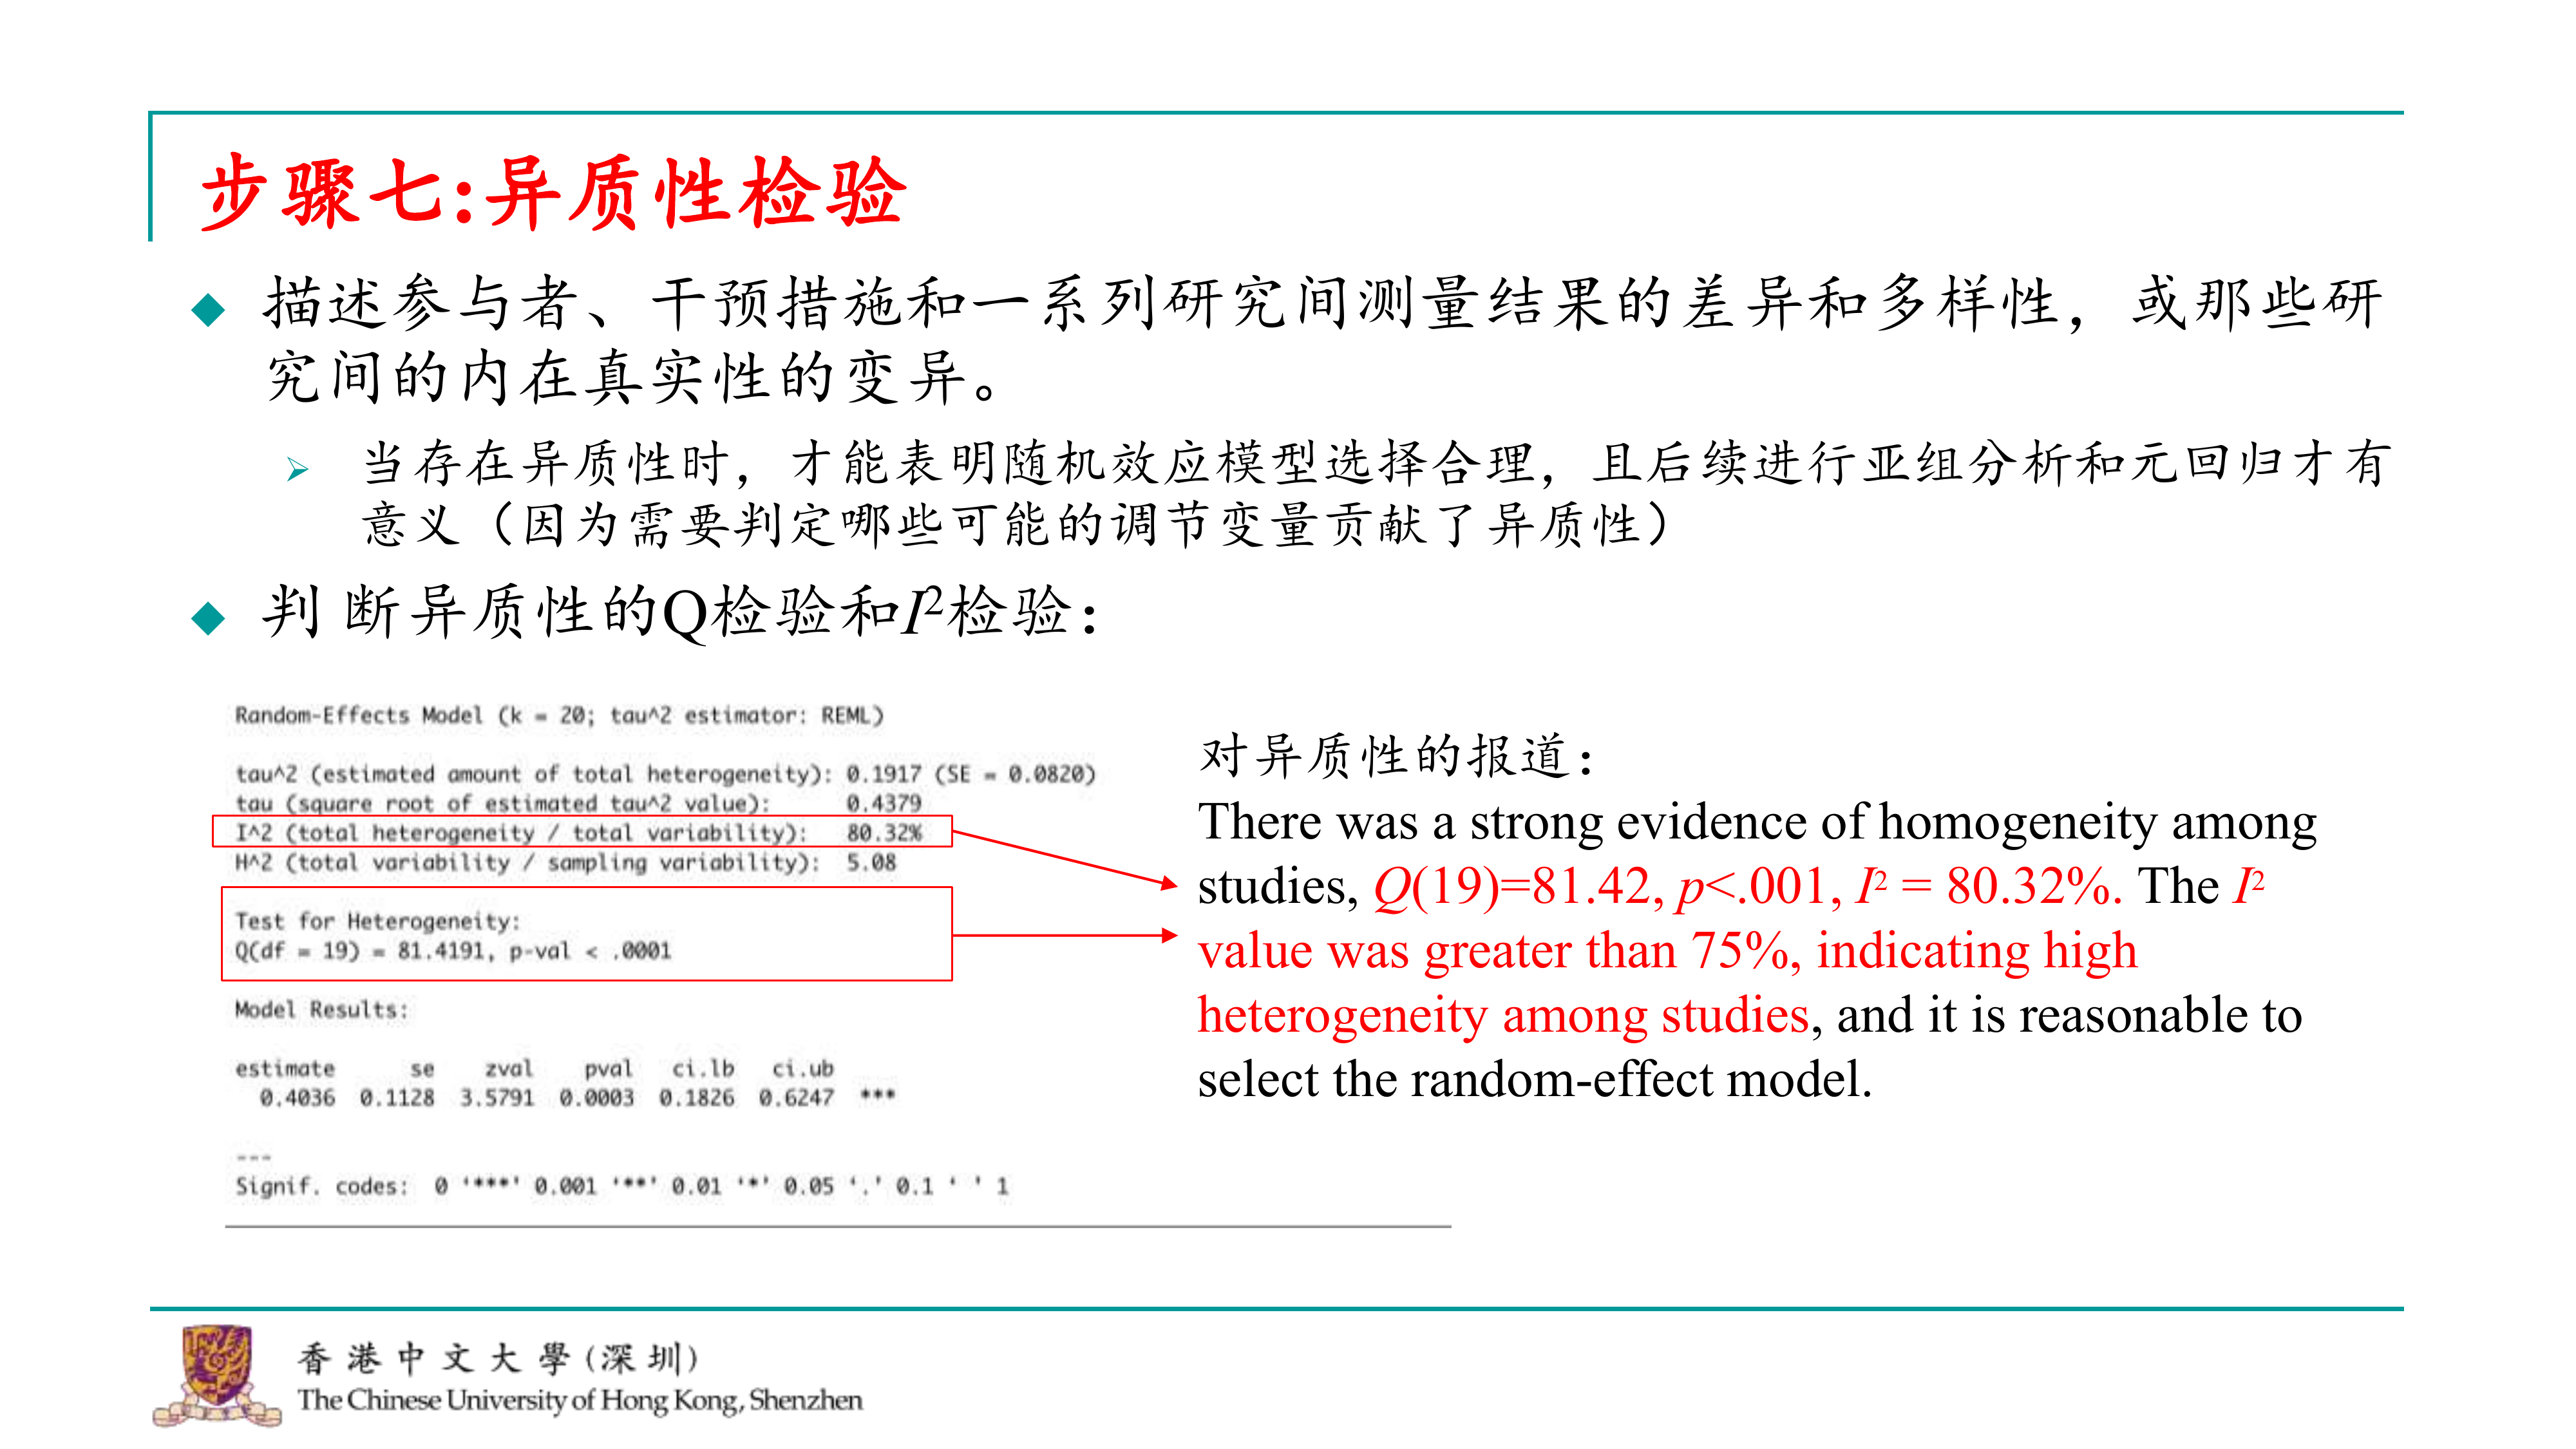 步骤七:异质性检验
描述参与者、干预措施和一系列研究间测量结果的差异和多样性，或那些研
究间的内在真实性的变异。
当存在异质性时，才能表明随机效应模型选择合理，且后续进行亚组分析和元回归才有
意义（因为需要判定哪些可能的调节变量贡献了异质性）
判 断异质性的Q检验和I²检验：
Random-Effects Model (k = 20; tau^2 estimator: REML)
tau^2 (estimated amount of total heterogeneity): 0.1917 (SE = 0.0820)
tau (square root of estimated tau^2 value): 0.4379
I^2 (total heterogeneity / total variability): 80.32%
H^2 (total variability / sampling variability): 5.08
Test for Heterogeneity:
Q(df = 19) = 81.4191, p-val < .0001
Model Results:
estimate se zval pval ci.lb ci.ub
0.4036 0.1128 3.5791 0.0003 0.1826 0.6247 ***
---
Signif. codes: 0 ‘***’ 0.001 ‘**’ 0.01 ‘*’ 0.05 ‘.’ 0.1 ‘ ’ 1
对异质性的报道：
There was a strong evidence of homogeneity among
studies, Q(19)=81.42, p<.001, I² = 80.32%. The I²
value was greater than 75%, indicating high
heterogeneity among studies, and it is reasonable to
select the random-effect model.
香港中文大學(深圳)
The Chinese University of Hong Kong, Shenzhen